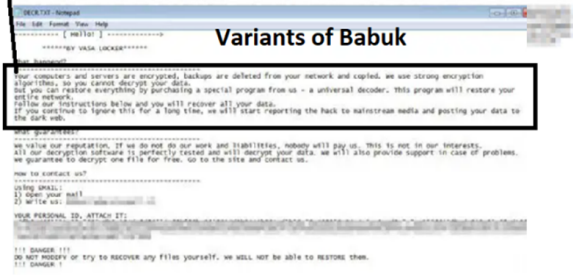 DECR.TXT - Notepad
File Edit Format View Help
----------- [ Hello! ] ------------->
Variants of Babuk
******BY VASA LOCKER******
What happend?
----------------------------------------------
Your computers and servers are encrypted, backups are deleted from your network and copied. We use strong encryption
algorithms, so you cannot decrypt your data.
But you can restore everything by purchasing a special program from us - a universal decoder. This program will restore your
entire network.
Follow our instructions below and you will recover all your data.
If you continue to ignore this for a long time, we will start reporting the hack to mainstream media and posting your data to
the dark web.
What guarantees?
----------------------------------------------
We value our reputation. If we do not do our work and liabilities, nobody will pay us. This is not in our interests.
All our decryption software is perfectly tested and will decrypt your data. We will also provide support in case of problems.
We guarantee to decrypt one file for free. Go to the site and contact us.
How to contact us?
----------------------------------------------
Using EMAIL:
1) Open your mail
2) Write us:
YOUR PERSONAL ID, ATTACH IT:
!!! DANGER !!!
DO NOT MODIFY or try to RECOVER any files yourself. We WILL NOT be able to RESTORE them.
!!! DANGER !